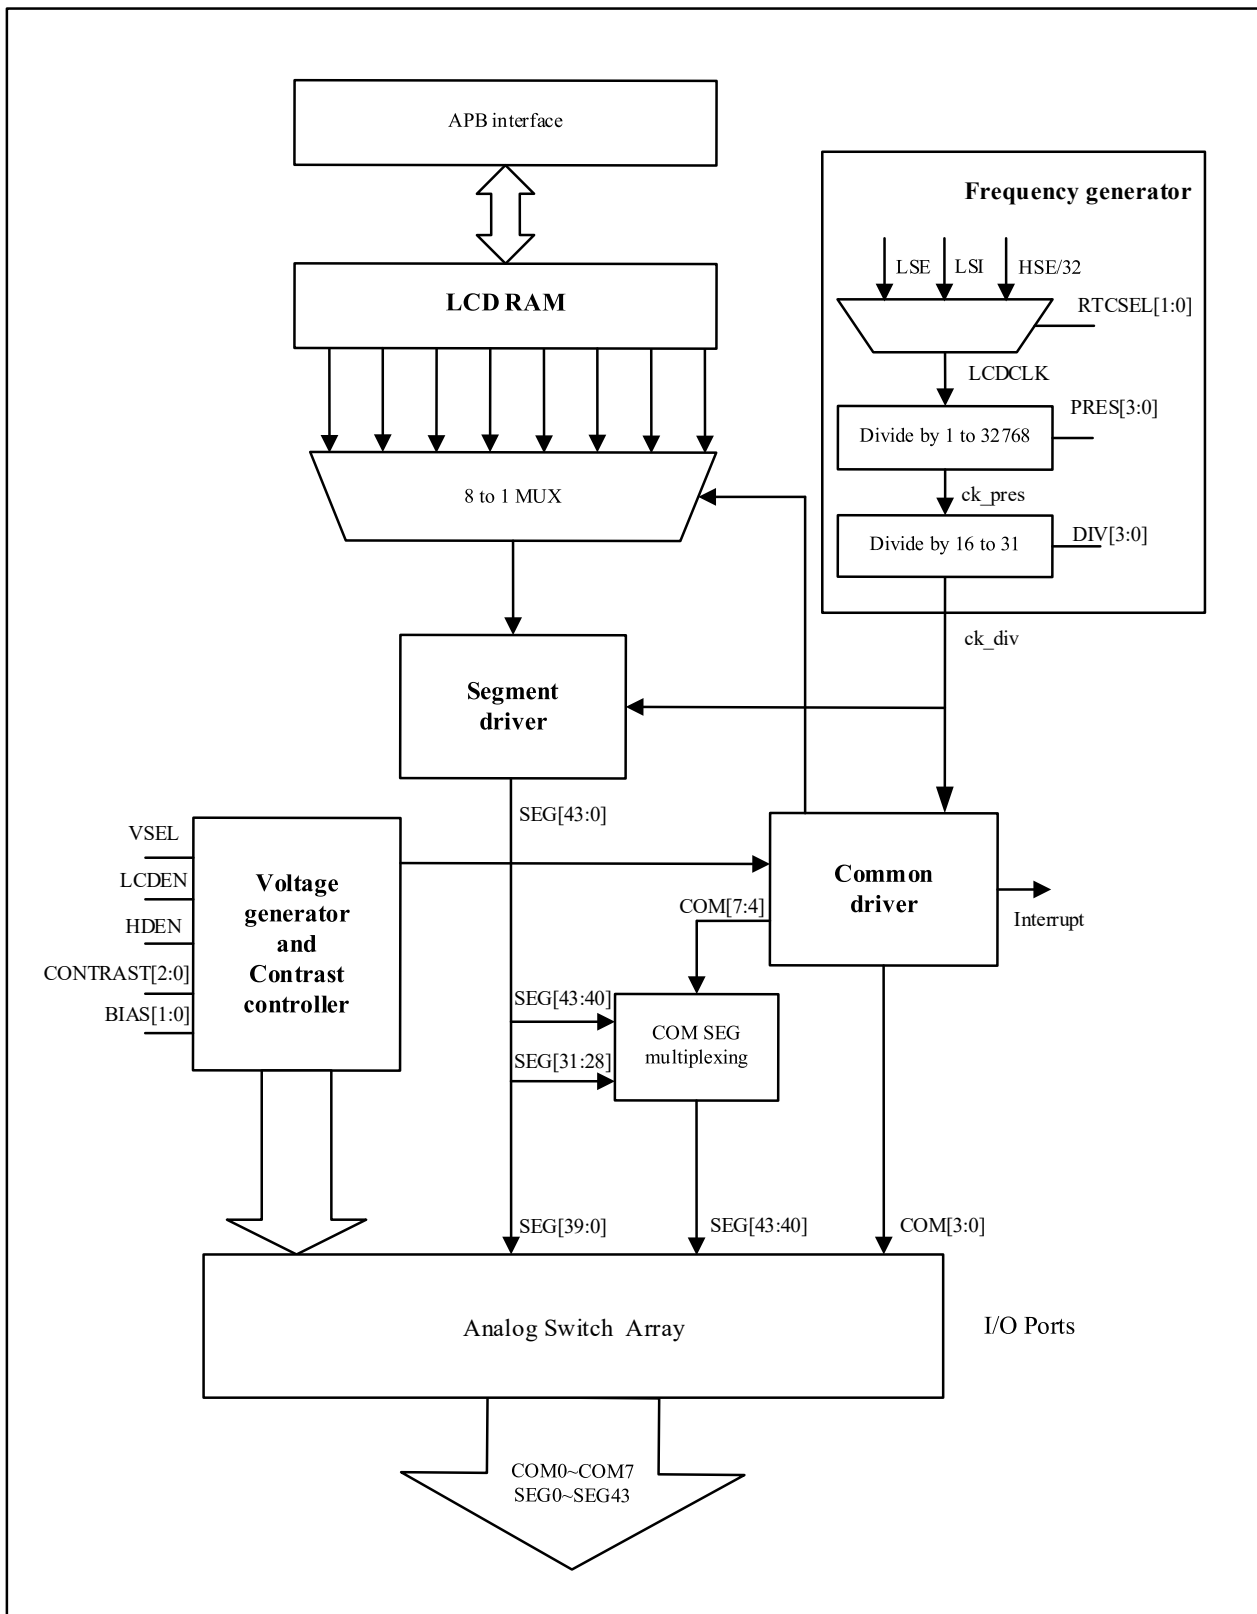 APB interface
Frequency generator
LSE
LSI
HSE/32
RTCSEL[1:0]
LCD RAM
LCDCLK
PRES[3:0]
Divide by 1 to 32768
ck_pres
8 to 1 MUX
DIV[3:0]
Divide by 16 to 31
ck_div
Segment
driver
SEG[43:0]
VSEL
LCDEN
HDEN
CONTRAST[2:0]
BIAS[1:0]
Voltage
generator
and
Contrast
controller
Common
driver
COM[7:4]
Interrupt
SEG[43:40]
SEG[31:28]
COM SEG
multiplexing
SEG[39:0]
SEG[43:40]
COM[3:0]
Analog Switch Array
I/O Ports
COM0~COM7
SEG0~SEG43